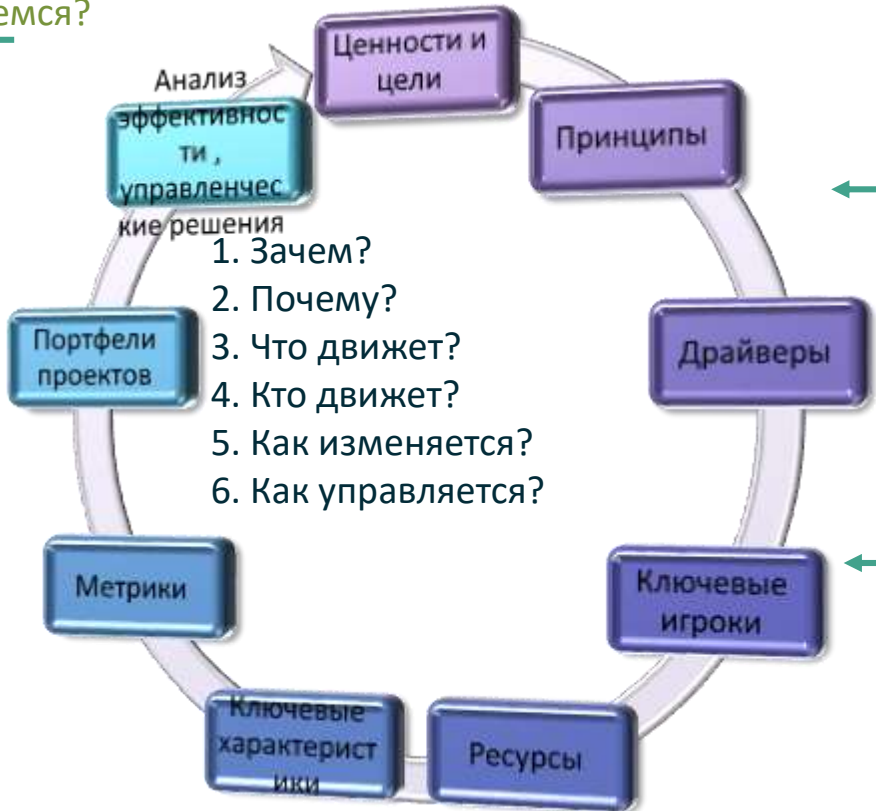 емся?
Ценности и
цели
Принципы
Драйверы
Ключевые
игроки
Ресурсы
Ключевые
характерист
ики
Метрики
Портфели
проектов
Анализ
эффективнос
ти ,
управленчес
кие решения
1. Зачем?
2. Почему?
3. Что движет?
4. Кто движет?
5. Как изменяется?
6. Как управляется?